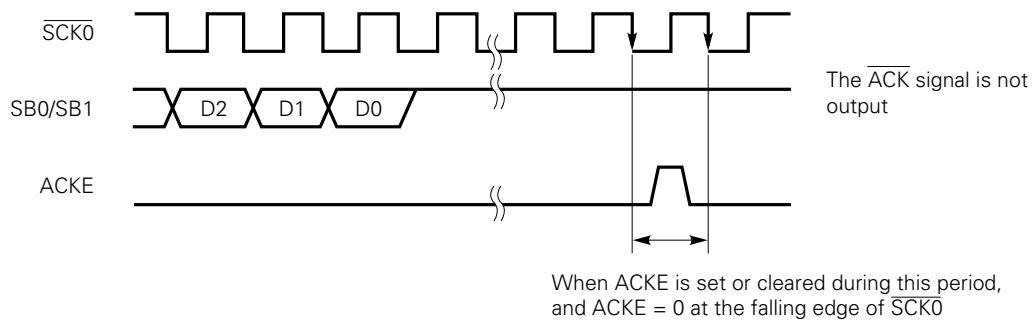 SCK0
SB0/SB1
D2
D1
D0
The ACK signal is not
output
ACKE
When ACKE is set or cleared during this period,
and ACKE = 0 at the falling edge of SCK0